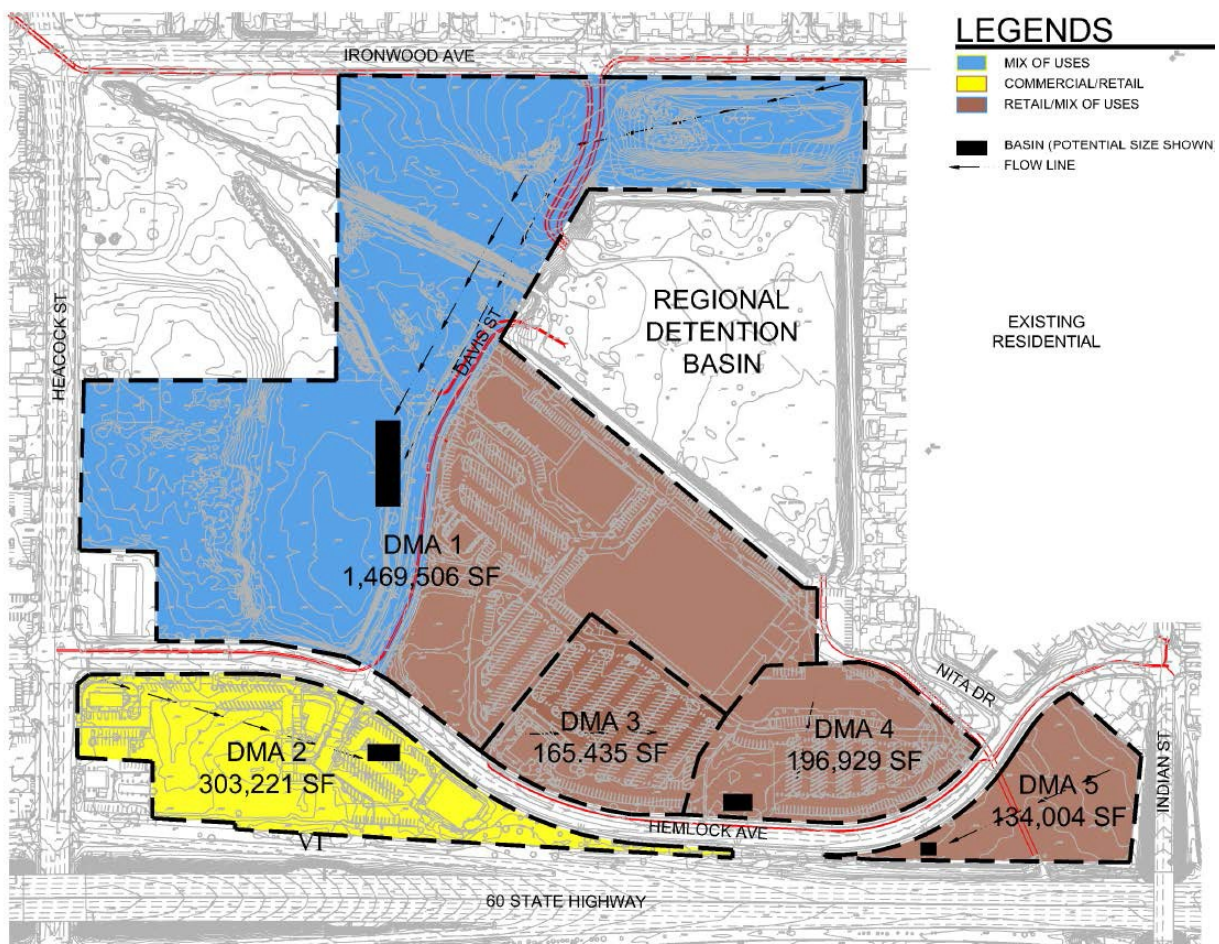 LEGENDS
MIX OF USES
COMMERCIAL/RETAIL
RETAIL/MIX OF USES
BASIN (POTENTIAL SIZE SHOWN)
FLOW LINE
IRONWOOD AVE
HEACOCK ST
DAVIS ST
REGIONAL
DETENTION
BASIN
EXISTING
RESIDENTIAL
DMA 1
1,469,506 SF
NITA DR
INDIAN ST
DMA 2
303,221 SF
DMA 3
165.435 SF
DMA 4
196,929 SF
DMA 5
134,004 SF
HEMLOCK AVE
VI
60 STATE HIGHWAY